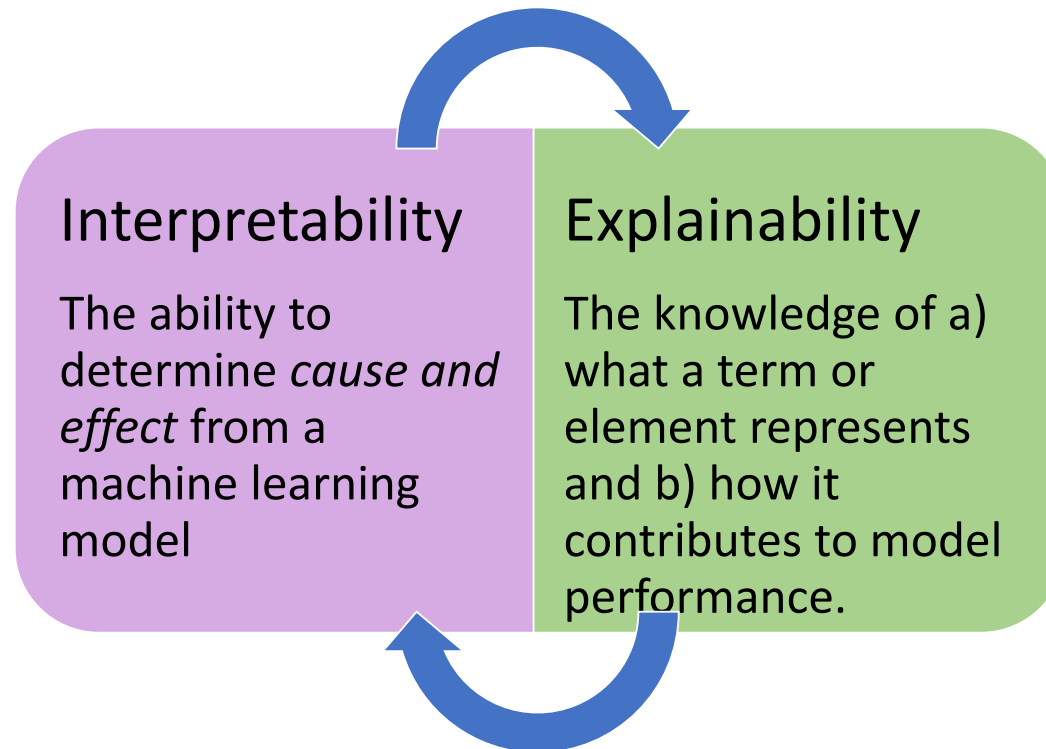 Interpretability
The ability to
determine cause and
effect from a
machine learning
model
Explainability
The knowledge of a)
what a term or
element represents
and b) how it
contributes to model
performance.